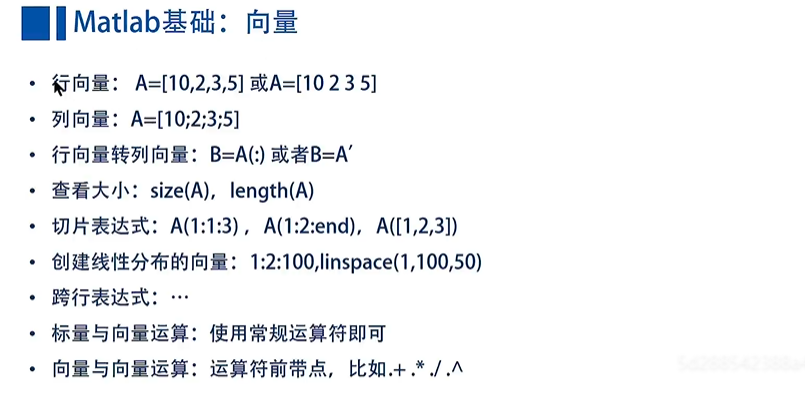 Matlab基础：向量
• 行向量： A=[10,2,3,5] 或A=[10 2 3 5]
• 列向量：A=[10;2;3;5]
• 行向量转列向量：B=A(:) 或者B=A′
• 查看大小：size(A)，length(A)
• 切片表达式：A(1:1:3) ，A(1:2:end)，A([1,2,3])
• 创建线性分布的向量：1:2:100,linspace(1,100,50)
• 跨行表达式：…
• 标量与向量运算：使用常规运算符即可
• 向量与向量运算：运算符前带点，比如.+ .* ./ .^